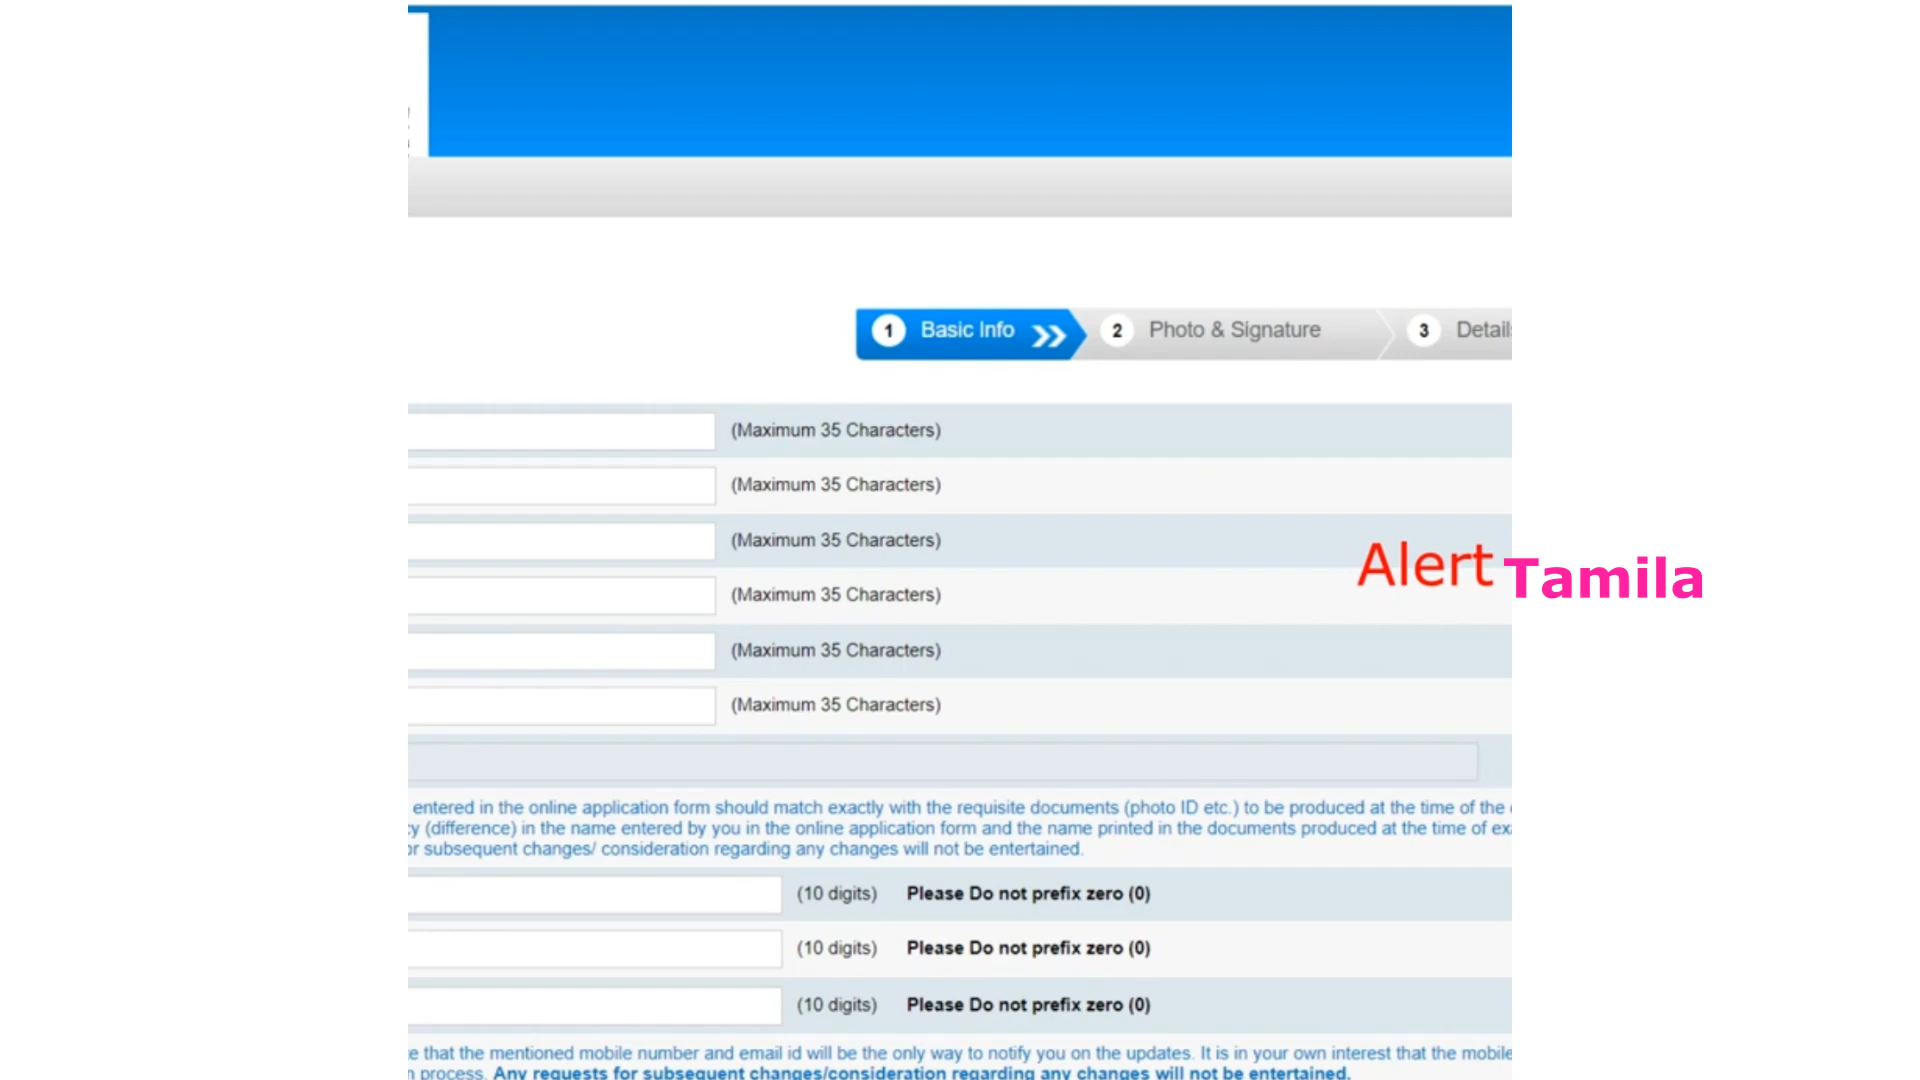 1 Basic Info 2 Photo & Signature 3 Detail
(Maximum 35 Characters)
(Maximum 35 Characters)
(Maximum 35 Characters)
Alert Tamila
(Maximum 35 Characters)
(Maximum 35 Characters)
(Maximum 35 Characters)
entered in the online application form should match exactly with the requisite documents (photo ID etc.) to be produced at the time of the
(difference) in the name entered by you in the online application form and the name printed in the documents produced at the time of
subsequent changes/ consideration regarding any changes will not be entertained.
(10 digits) Please Do not prefix zero (0)
(10 digits) Please Do not prefix zero (0)
(10 digits) Please Do not prefix zero (0)
that the mentioned mobile number and email id will be the only way to notify you on the updates. It is in your own interest that the mobile
process. Any requests for subsequent changes/consideration regarding any changes will not be entertained.